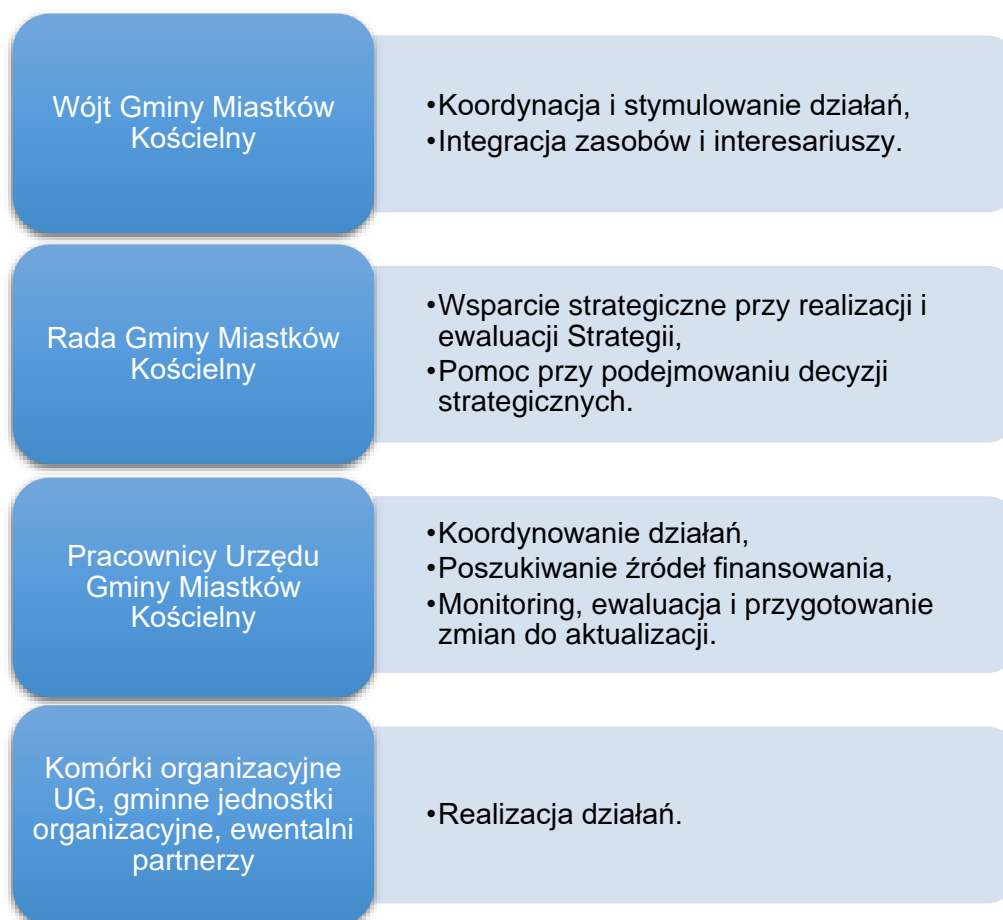 Wójt Gminy Miastków
Kościelny
•Koordynacja i stymulowanie działań,
•Integracja zasobów i interesariuszy.
Rada Gminy Miastków
Kościelny
•Wsparcie strategiczne przy realizacji i
ewaluacji Strategii,
•Pomoc przy podejmowaniu decyzji
strategicznych.
Pracownicy Urzędu
Gminy Miastków
Kościelny
•Koordynowanie działań,
•Poszukiwanie źródeł finansowania,
•Monitoring, ewaluacja i przygotowanie
zmian do aktualizacji.
Komórki organizacyjne
UG, gminne jednostki
organizacyjne, ewentalni
partnerzy
•Realizacja działań.